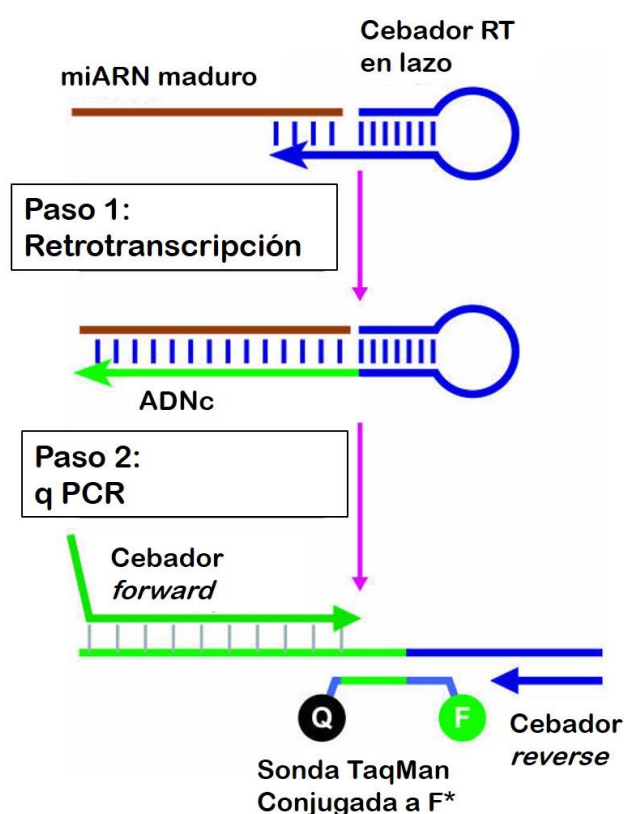 Cebador RT
en lazo
miARN maduro
Paso 1:
Retrotranscripción
ADNc
Paso 2:
q PCR
Cebador
forward
Q
F
Cebador
reverse
Sonda TaqMan
Conjugada a F*